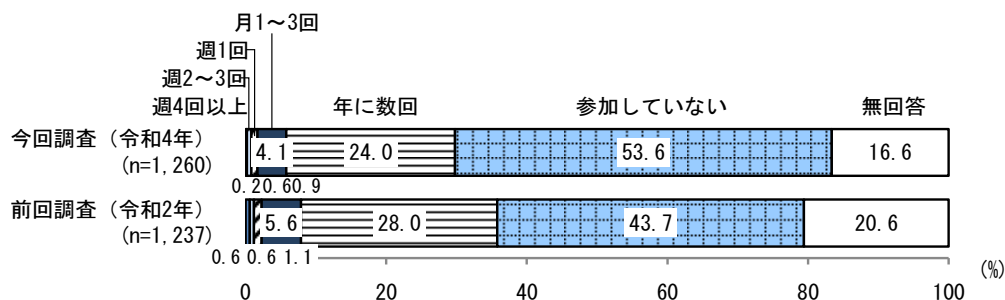 月1～3回
週1回
週2～3回
週4回以上 年に数回 参加していない 無回答
今回調査（令和4年）
(n=1,260)
4.1 24.0 53.6 16.6
0.2 0.6 0.9
前回調査（令和2年）
(n=1,237)
5.6 28.0 43.7 20.6
0.6 0.6 1.1
(%)
0 20 40 60 80 100